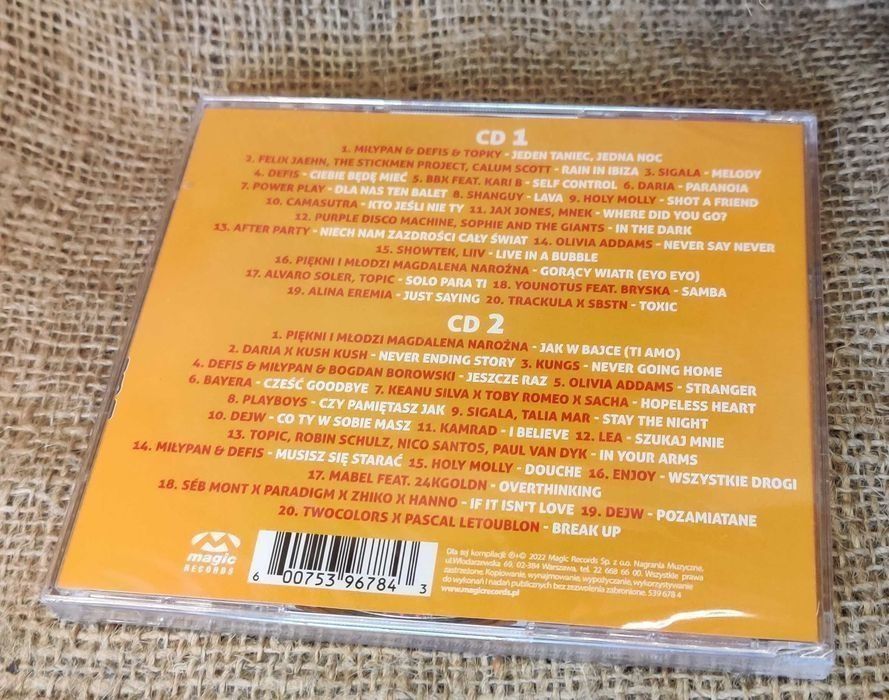 CD 1
1. MIŁYPAN & DEFIS & TOPKY - JEDEN TANIEC, JEDNA NOC
2. FELIX JAEHN, THE STICKMEN PROJECT, CALUM SCOTT - RAIN IN IBIZA 3. SIGALA - MELODY
4. DEFIS - CIEBIE BĘDĘ MIEĆ 5. BBX FEAT. KARI B - SELF CONTROL 6. DARIA - PARANOIA
7. POWER PLAY - DLA NAS TEN BALET 8. SHANGUY - LAVA 9. HOLY MOLLY - SHOT A FRIEND
10. CAMASUTRA - KTO JEŚLI NIE TY 11. JAX JONES, MNEK - WHERE DID YOU GO?
12. PURPLE DISCO MACHINE, SOPHIE AND THE GIANTS - IN THE DARK
13. AFTER PARTY - NIECH NAM ZAZDROŚCI CAŁY ŚWIAT 14. OLIVIA ADDAMS - NEVER SAY NEVER
15. SHOWTEK, LIIV - LIVE IN A BUBBLE
16. PIĘKNI I MŁODZI MAGDALENA NAROŻNA - GORĄCY WIATR (EYO EYO)
17. ALVARO SOLER, TOPIC - SOLO PARA TI 18. YOUNOTUS FEAT. BRYSKA - SAMBA
19. ALINA EREMIA - JUST SAYING 20. TRACKULA X SBSTN - TOXIC
CD 2
1. PIĘKNI I MŁODZI MAGDALENA NAROŻNA - JAK W BAJCE (TI AMO)
2. DARIA X KUSH KUSH - NEVER ENDING STORY 3. KUNGS - NEVER GOING HOME
4. DEFIS & MIŁYPAN & BOGDAN BOROWSKI - JESZCZE RAZ 5. OLIVIA ADDAMS - STRANGER
6. BAYERA - CZEŚĆ GOODBYE 7. KEANU SILVA X TOBY ROMEO X SACHA - HOPELESS HEART
8. PLAYBOYS - CZY PAMIĘTASZ JAK 9. SIGALA, TALIA MAR - STAY THE NIGHT
10. DEJW - CO TY W SOBIE MASZ 11. KAMRAD - I BELIEVE 12. LEA - SZUKAJ MNIE
13. TOPIC, ROBIN SCHULZ, NICO SANTOS, PAUL VAN DYK - IN YOUR ARMS
14. MIŁYPAN & DEFIS - MUSISZ SIĘ STARAĆ 15. HOLY MOLLY - DOUCHE 16. ENJOY - WSZYSTKIE DROGI
17. MABEL FEAT. 24KGOLDN - OVERTHINKING
18. SÉB MONT X PARADIGM X ZHIKO X HANNO - IF IT ISN'T LOVE 19. DEJW - POZAMIATANE
20. TWOCOLORS X PASCAL LETOUBLON - BREAK UP
magic
RECORDS
6 00753 96784 3
Dla tej kompilacji: ℗+© 2022 Magic Records Sp. z o.o. Nagrania Muzyczne,
ul. Włodarzewska 69, 02-384 Warszawa, tel. 22 668 66 00. Wszystkie prawa
zastrzeżone. Kopiowanie, wynajmowanie, wypożyczanie, wykorzystywanie
do wykonań i nadań publicznych bez zezwolenia zabronione. 539 678 4
www.magicrecords.pl